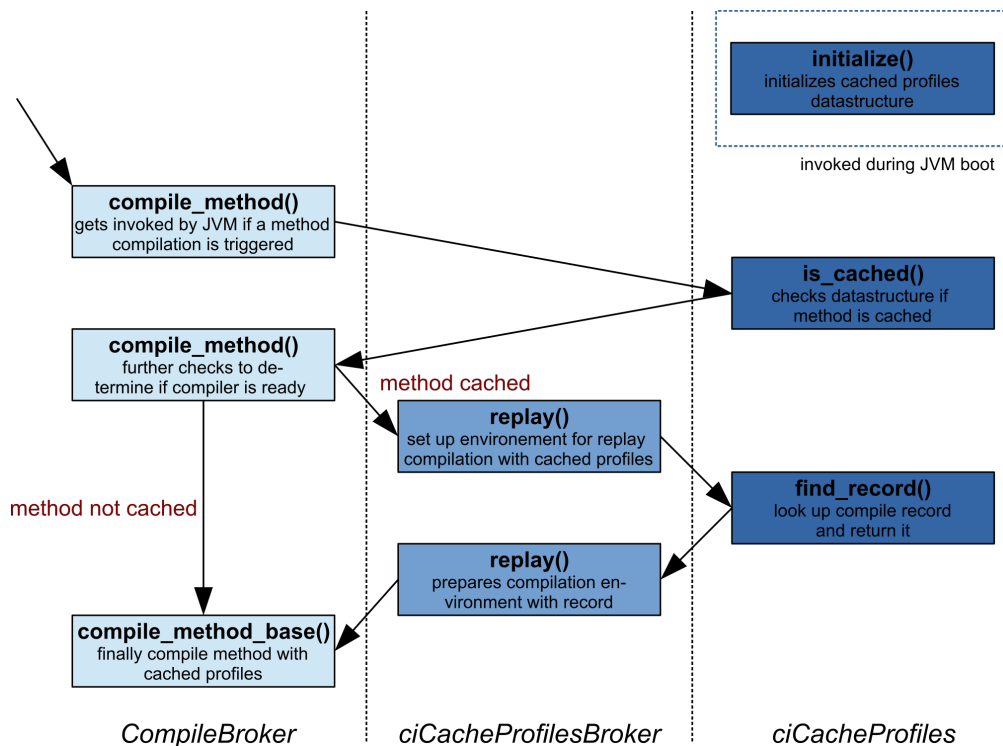 initialize()
initializes cached profiles
datastructure
invoked during JVM boot
compile_method()
gets invoked by JVM if a method
compilation is triggered
is_cached()
checks datastructure if
method is cached
compile_method()
further checks to de-
termine if compiler is ready
method cached
replay()
set up environement for replay
compilation with cached profiles
method not cached
find_record()
look up compile record
and return it
replay()
prepares compilation en-
vironment with record
compile_method_base()
finally compile method with
cached profiles
CompileBroker
ciCacheProfilesBroker
ciCacheProfiles